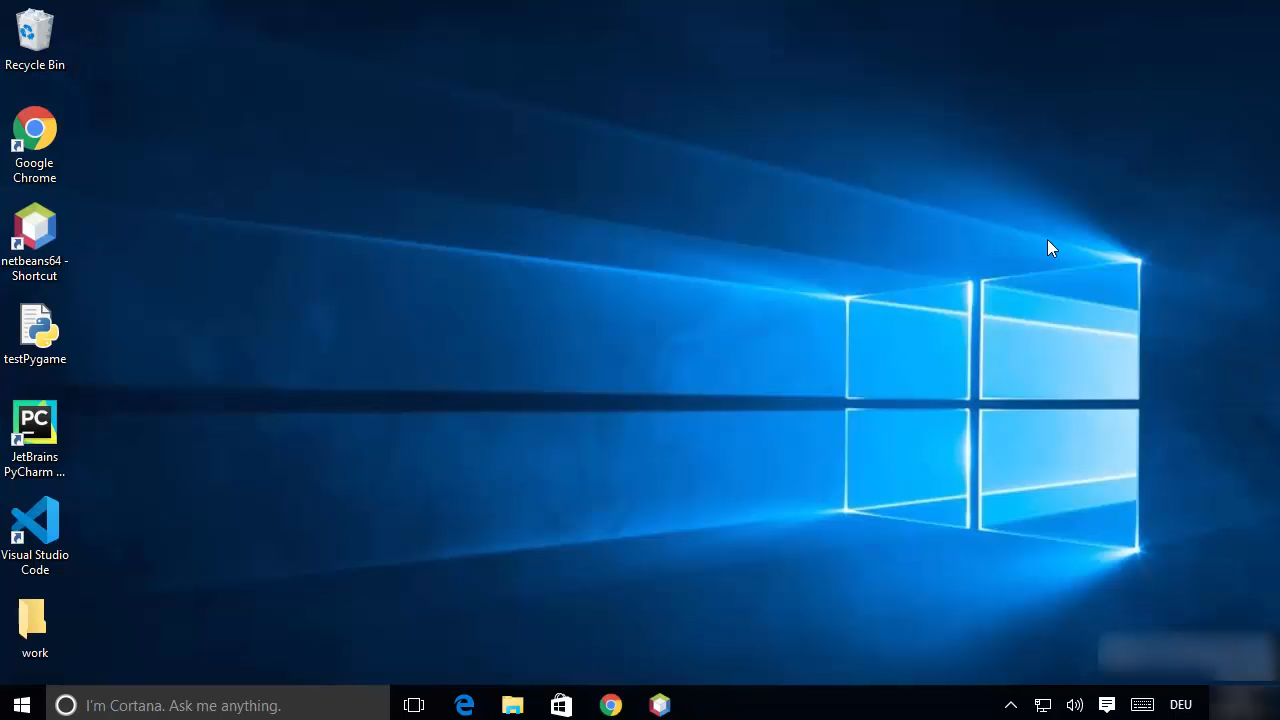 Recycle Bin
Google
Chrome
netbeans64 -
Shortcut
testPygame
PC
JetBrains
PyCharm ...
Visual Studio
Code
work
I'm Cortana. Ask me anything.
DEU